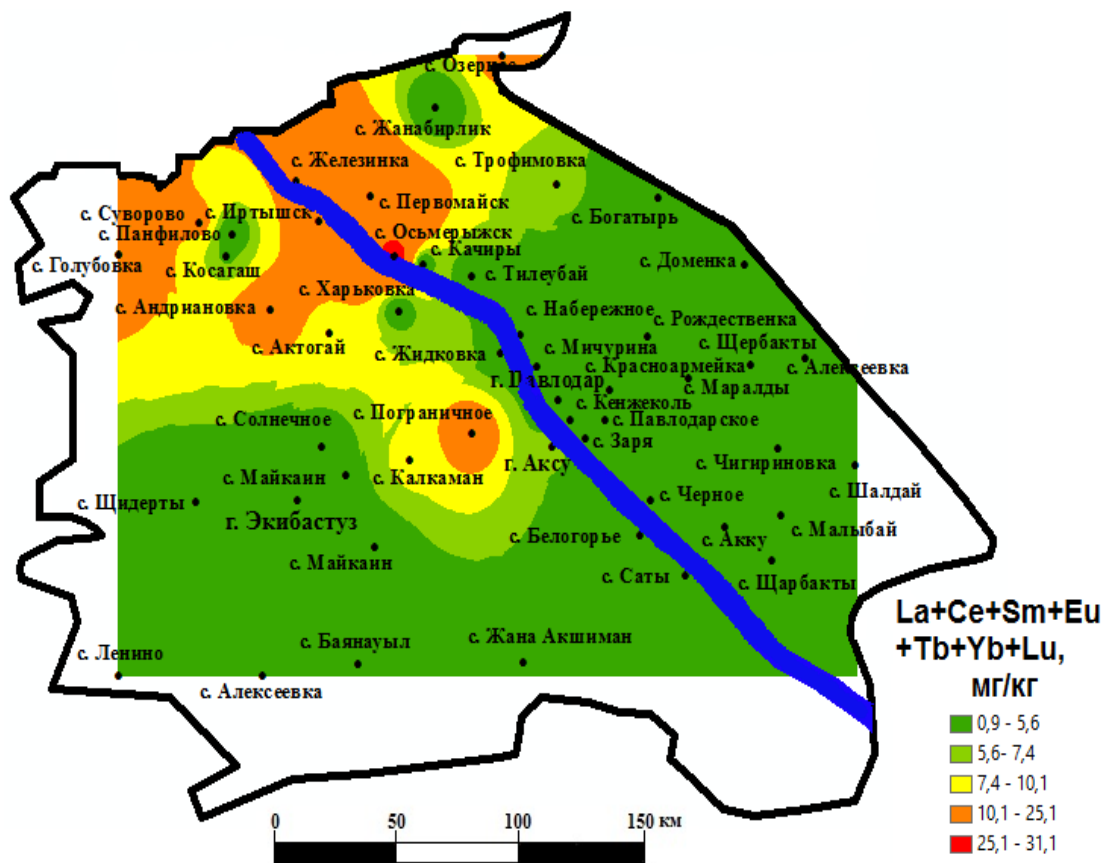 с. Озерное
с. Жанабирлик
с. Железинка
с. Трофимовка
с. Первомайск
с. Суворово
с. Иртышск
с. Богатырь
с. Панфилово
с. Осьмерыжск
с. Качиры
с. Голубовка
с. Косагаш
с. Тилеубай
с. Доменка
с. Харьковка
с. Андриановка
с. Набережное
с. Рождественка
с. Актогай
с. Жидковка
с. Мичурина
с. Щербакты
с. Красноармейка
с. Алексеевка
г. Павлодар
с. Маралды
с. Кенжеколь
с. Солнечное
с. Пограничное
с. Павлодарское
с. Заря
с. Майкаин
с. Калкаман
г. Аксу
с. Чигириновка
с. Щидерты
с. Черное
с. Шалдай
г. Экибастуз
с. Белогорье
с. Акку
с. Малыбай
с. Майкаин
с. Саты
с. Щарбакты
с. Ленино
с. Баянауыл
с. Жана Акшиман
с. Алексеевка
La+Ce+Sm+Eu
+Tb+Yb+Lu,
мг/кг
0,9 - 5,6
5,6- 7,4
7,4 - 10,1
10,1 - 25,1
25,1 - 31,1
0 50 100 150 км